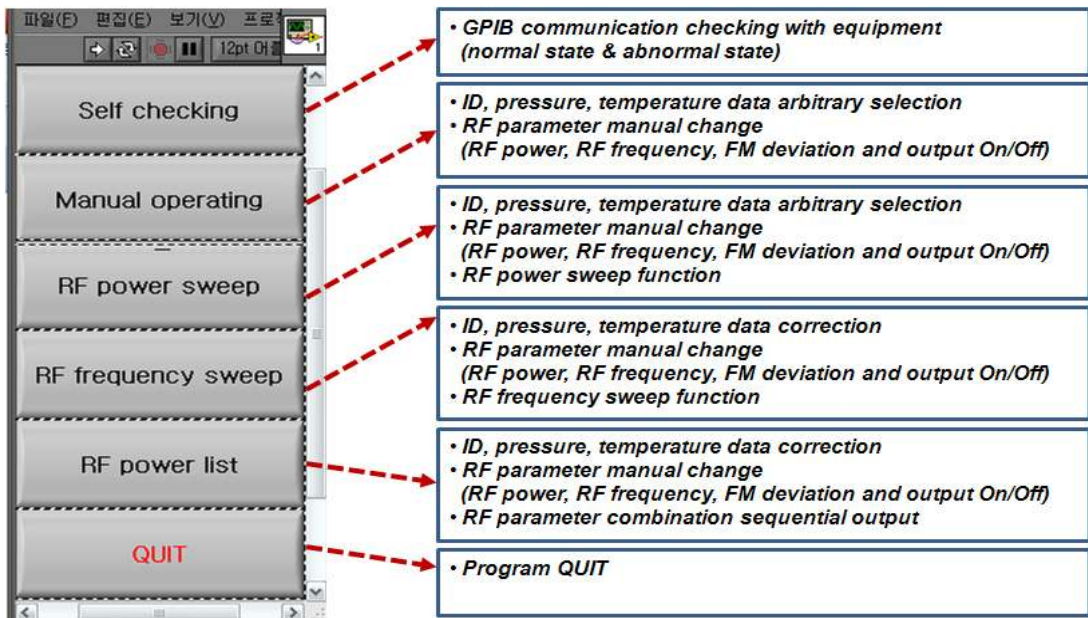 파일(F) 편집(E) 보기(V) 프로젝
12pt 어플
1
Self checking
Manual operating
RF power sweep
RF frequency sweep
RF power list
QUIT
• GPIB communication checking with equipment
(normal state & abnormal state)
• ID, pressure, temperature data arbitrary selection
• RF parameter manual change
(RF power, RF frequency, FM deviation and output On/Off)
• ID, pressure, temperature data arbitrary selection
• RF parameter manual change
(RF power, RF frequency, FM deviation and output On/Off)
• RF power sweep function
• ID, pressure, temperature data correction
• RF parameter manual change
(RF power, RF frequency, FM deviation and output On/Off)
• RF frequency sweep function
• ID, pressure, temperature data correction
• RF parameter manual change
(RF power, RF frequency, FM deviation and output On/Off)
• RF parameter combination sequential output
• Program QUIT